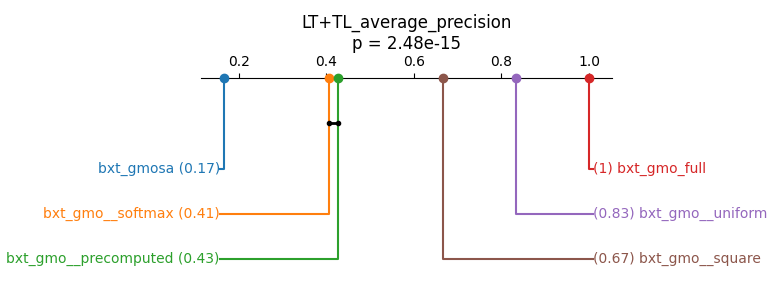 LT+TL_average_precision
p = 2.48e-15
0.2 0.4 0.6 0.8 1.0
bxt_gmosa (0.17) (1) bxt_gmo_full
bxt_gmo__softmax (0.41) (0.83) bxt_gmo__uniform
bxt_gmo__precomputed (0.43) (0.67) bxt_gmo__square